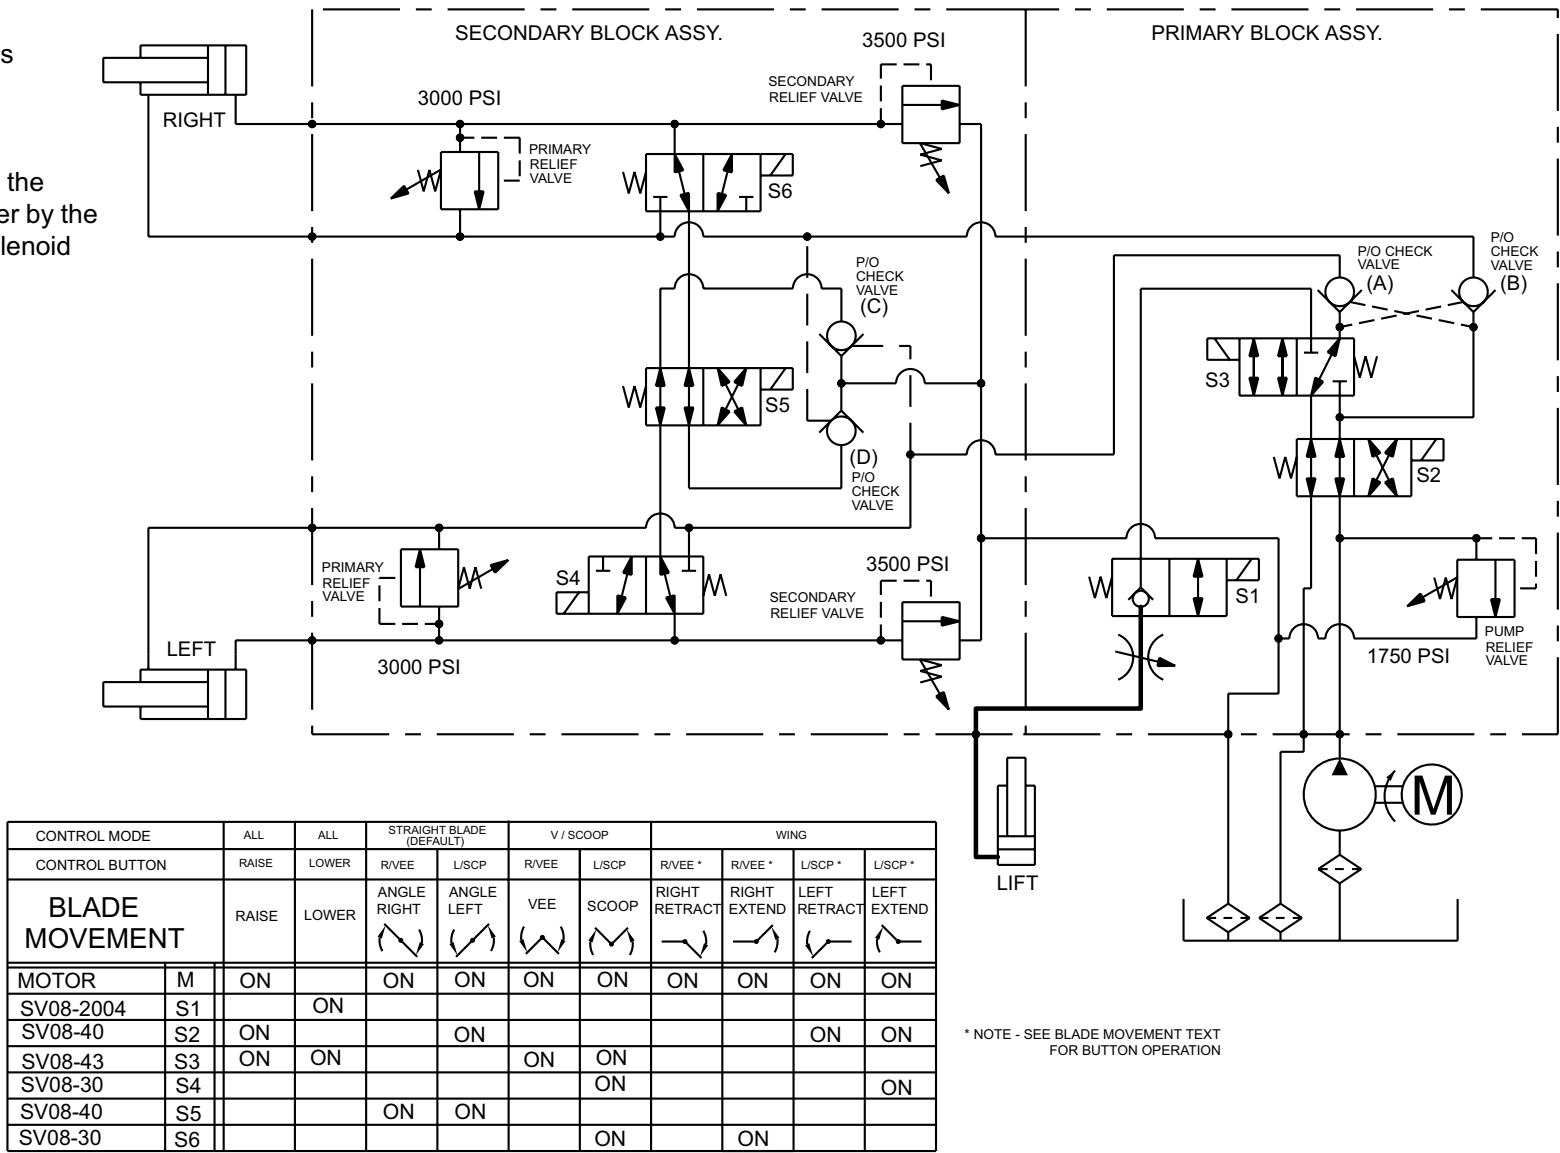 s
the
er by the
lenoid
SECONDARY BLOCK ASSY.
PRIMARY BLOCK ASSY.
3500 PSI
SECONDARY
RELIEF VALVE
3000 PSI
RIGHT
PRIMARY
RELIEF
VALVE
S6
P/O
CHECK
VALVE
(C)
P/O CHECK
VALVE
(A)
P/O
CHECK
VALVE
(B)
S3
S5
(D)
P/O
CHECK
VALVE
S2
PRIMARY
RELIEF
VALVE
S4
3500 PSI
SECONDARY
RELIEF VALVE
S1
LEFT
3000 PSI
1750 PSI
PUMP
RELIEF
VALVE
M
LIFT
CONTROL MODE ALL ALL STRAIGHT BLADE (DEFAULT) V / SCOOP WING
CONTROL BUTTON RAISE LOWER R/VEE L/SCP R/VEE L/SCP R/VEE * R/VEE * L/SCP * L/SCP *
BLADE MOVEMENT RAISE LOWER ANGLE RIGHT ANGLE LEFT VEE SCOOP RIGHT RETRACT RIGHT EXTEND LEFT RETRACT LEFT EXTEND
MOTOR M ON ON ON ON ON ON ON ON ON
SV08-2004 S1 ON
SV08-40 S2 ON ON ON ON
SV08-43 S3 ON ON ON ON
SV08-30 S4 ON ON
SV08-40 S5 ON ON
SV08-30 S6 ON ON
* NOTE - SEE BLADE MOVEMENT TEXT
FOR BUTTON OPERATION